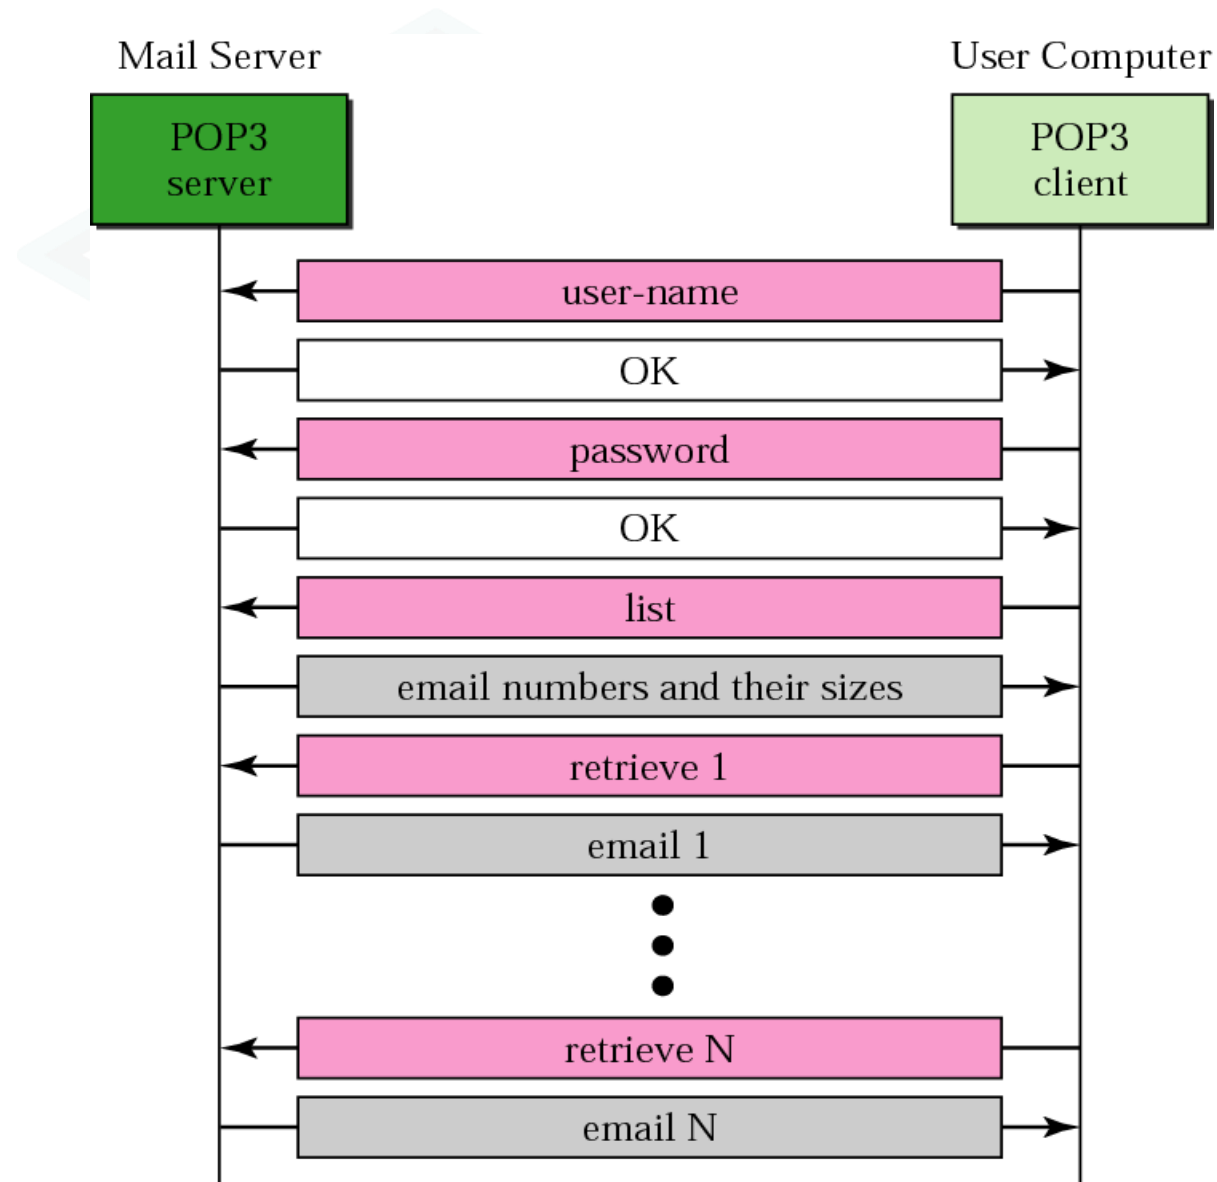 Mail Server
User Computer
POP3
server
POP3
client
user-name
OK
password
OK
list
email numbers and their sizes
retrieve 1
email 1
retrieve N
email N